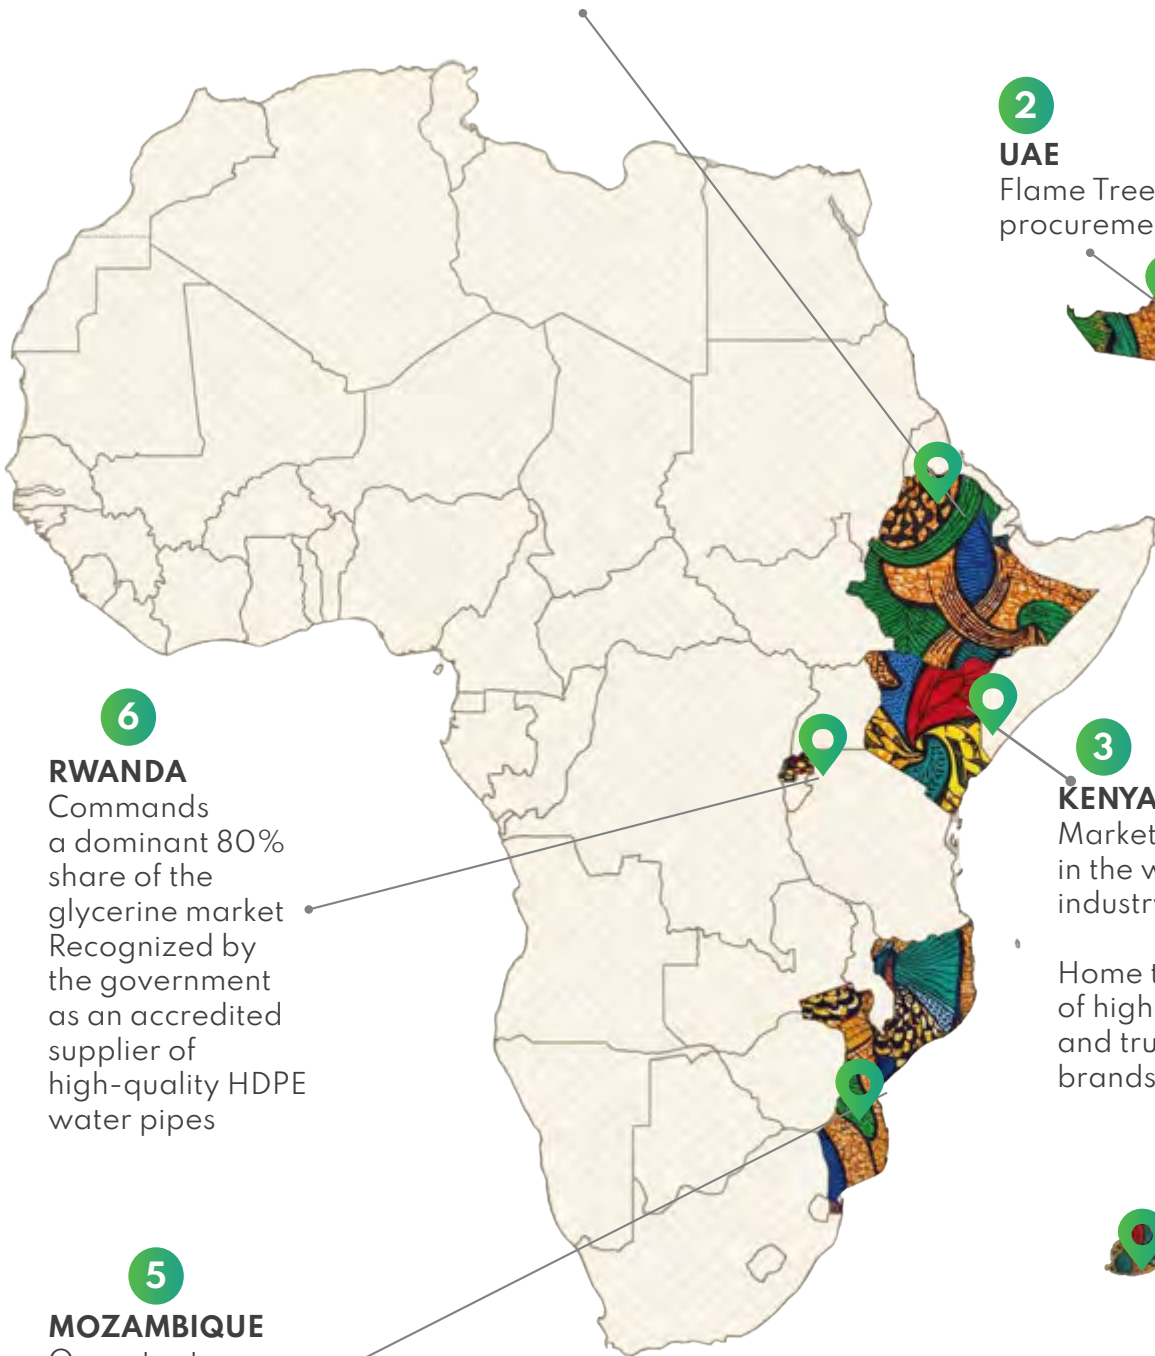 2
UAE
Flame Tree
procureme
6
RWANDA
Commands
a dominant 80%
share of the
glycerine market
Recognized by
the government
as an accredited
supplier of
high-quality HDPE
water pipes
3
KENYA
Market
in the w
industry
Home t
of high
and tru
brands
5
MOZAMBIQUE